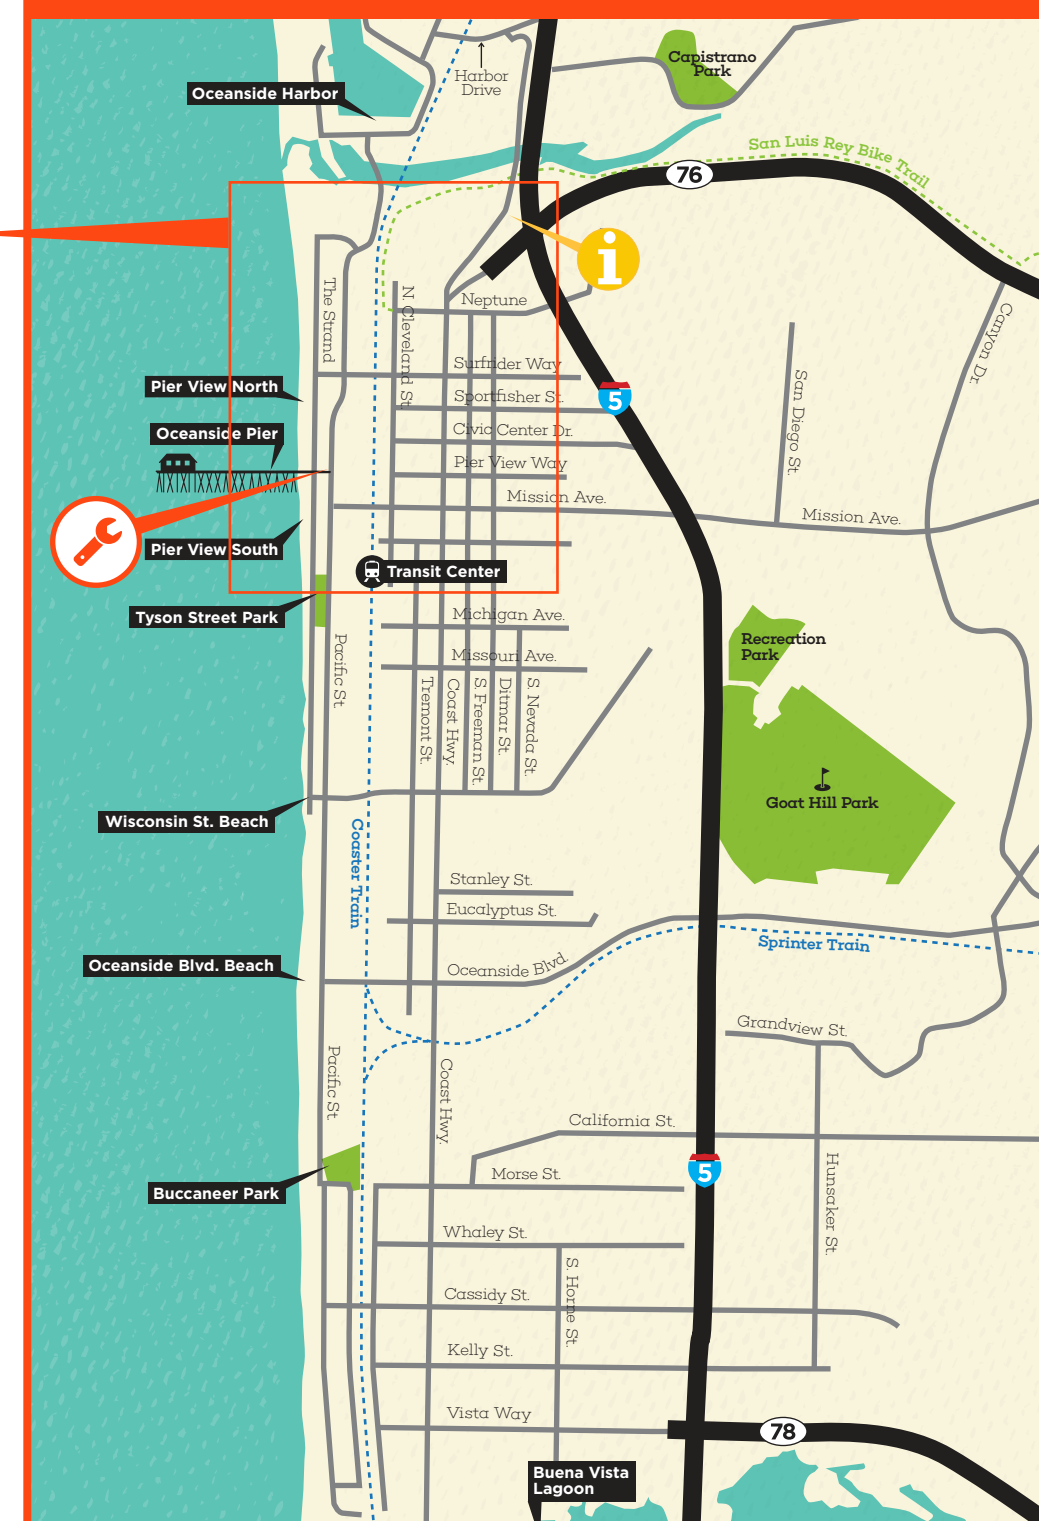 Capistrano
Park
Harbor
Drive
Oceanside Harbor
San Luis Rey Bike Trail
76
i
The Strand
N. Cleveland St.
Neptune
Canyon Dr.
Surfrider Way
Pier View North
San Diego St.
5
Sportfisher St.
Oceanside Pier
Civic Center Dr.
Pier View Way
Mission Ave.
Mission Ave.
Pier View South
Transit Center
Tyson Street Park
Michigan Ave.
Pacific St.
Recreation
Park
Missouri Ave.
Tremont St.
Coast Hwy.
S. Freeman St.
Ditmar St.
S. Nevada St.
Goat Hill Park
Wisconsin St. Beach
Coaster Train
Stanley St.
Eucalyptus St.
Sprinter Train
Oceanside Blvd. Beach
Oceanside Blvd.
Grandview St.
Pacific St.
Coast Hwy.
California St.
5
Morse St.
Hunsaker St.
Buccaneer Park
Whaley St.
S. Horne St.
Cassidy St.
Kelly St.
Vista Way
78
Buena Vista
Lagoon